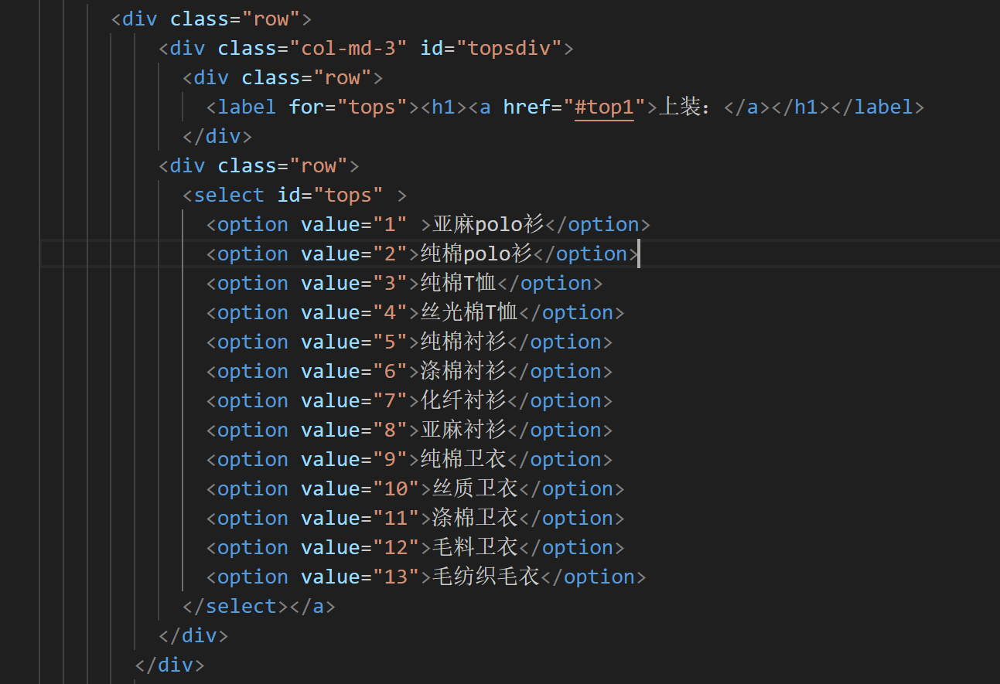 <div class="row">
<div class="col-md-3" id="topsdiv">
<div class="row">
<label for="tops"><h1><a href="#top1">上装：</a></h1></label>
</div>
<div class="row">
<select id="tops" >
<option value="1" >亚麻polo衫</option>
<option value="2">纯棉polo衫</option>
<option value="3">纯棉T恤</option>
<option value="4">丝光棉T恤</option>
<option value="5">纯棉衬衫</option>
<option value="6">涤棉衬衫</option>
<option value="7">化纤衬衫</option>
<option value="8">亚麻衬衫</option>
<option value="9">纯棉卫衣</option>
<option value="10">丝质卫衣</option>
<option value="11">涤棉卫衣</option>
<option value="12">毛料卫衣</option>
<option value="13">毛纺织毛衣</option>
</select></a>
</div>
</div>